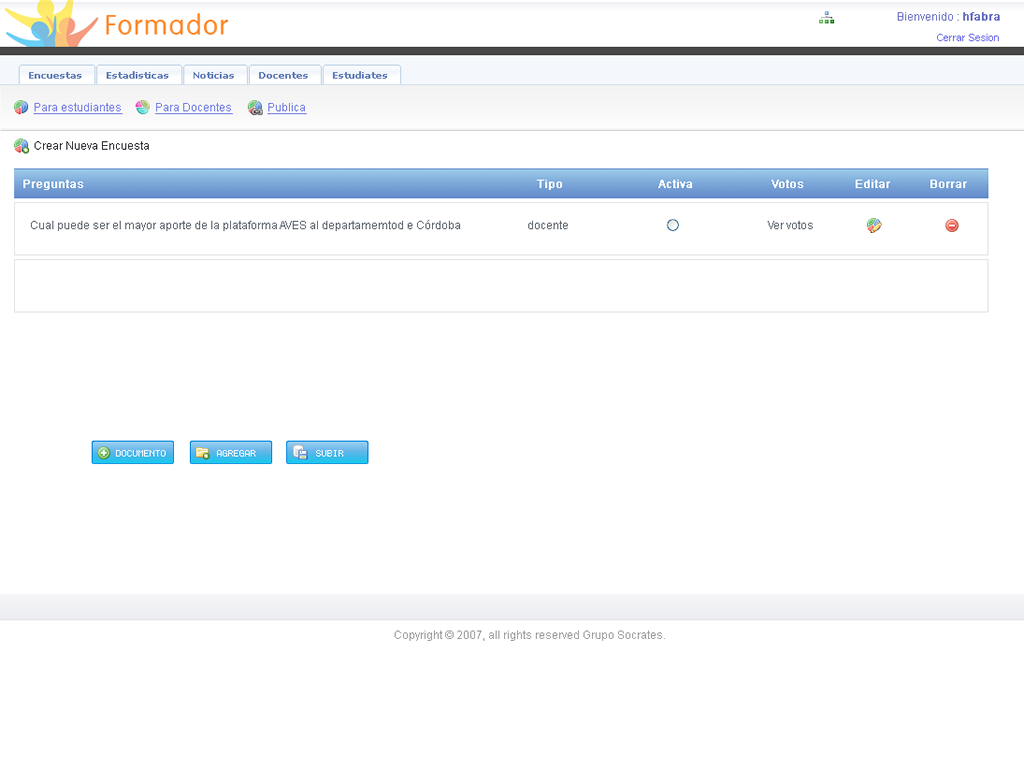 Formador
Bienvenido : hfabra
Cerrar Sesion
Encuestas Estadisticas Noticias Docentes Estudiates
Para estudiantes Para Docentes Publica
Crear Nueva Encuesta
Preguntas Tipo Activa Votos Editar Borrar
Cual puede ser el mayor aporte de la plataforma AVES al departamemtod e Córdoba docente Ver votos
DOCUMENTO AGREGAR SUBIR
Copyright © 2007, all rights reserved Grupo Socrates.